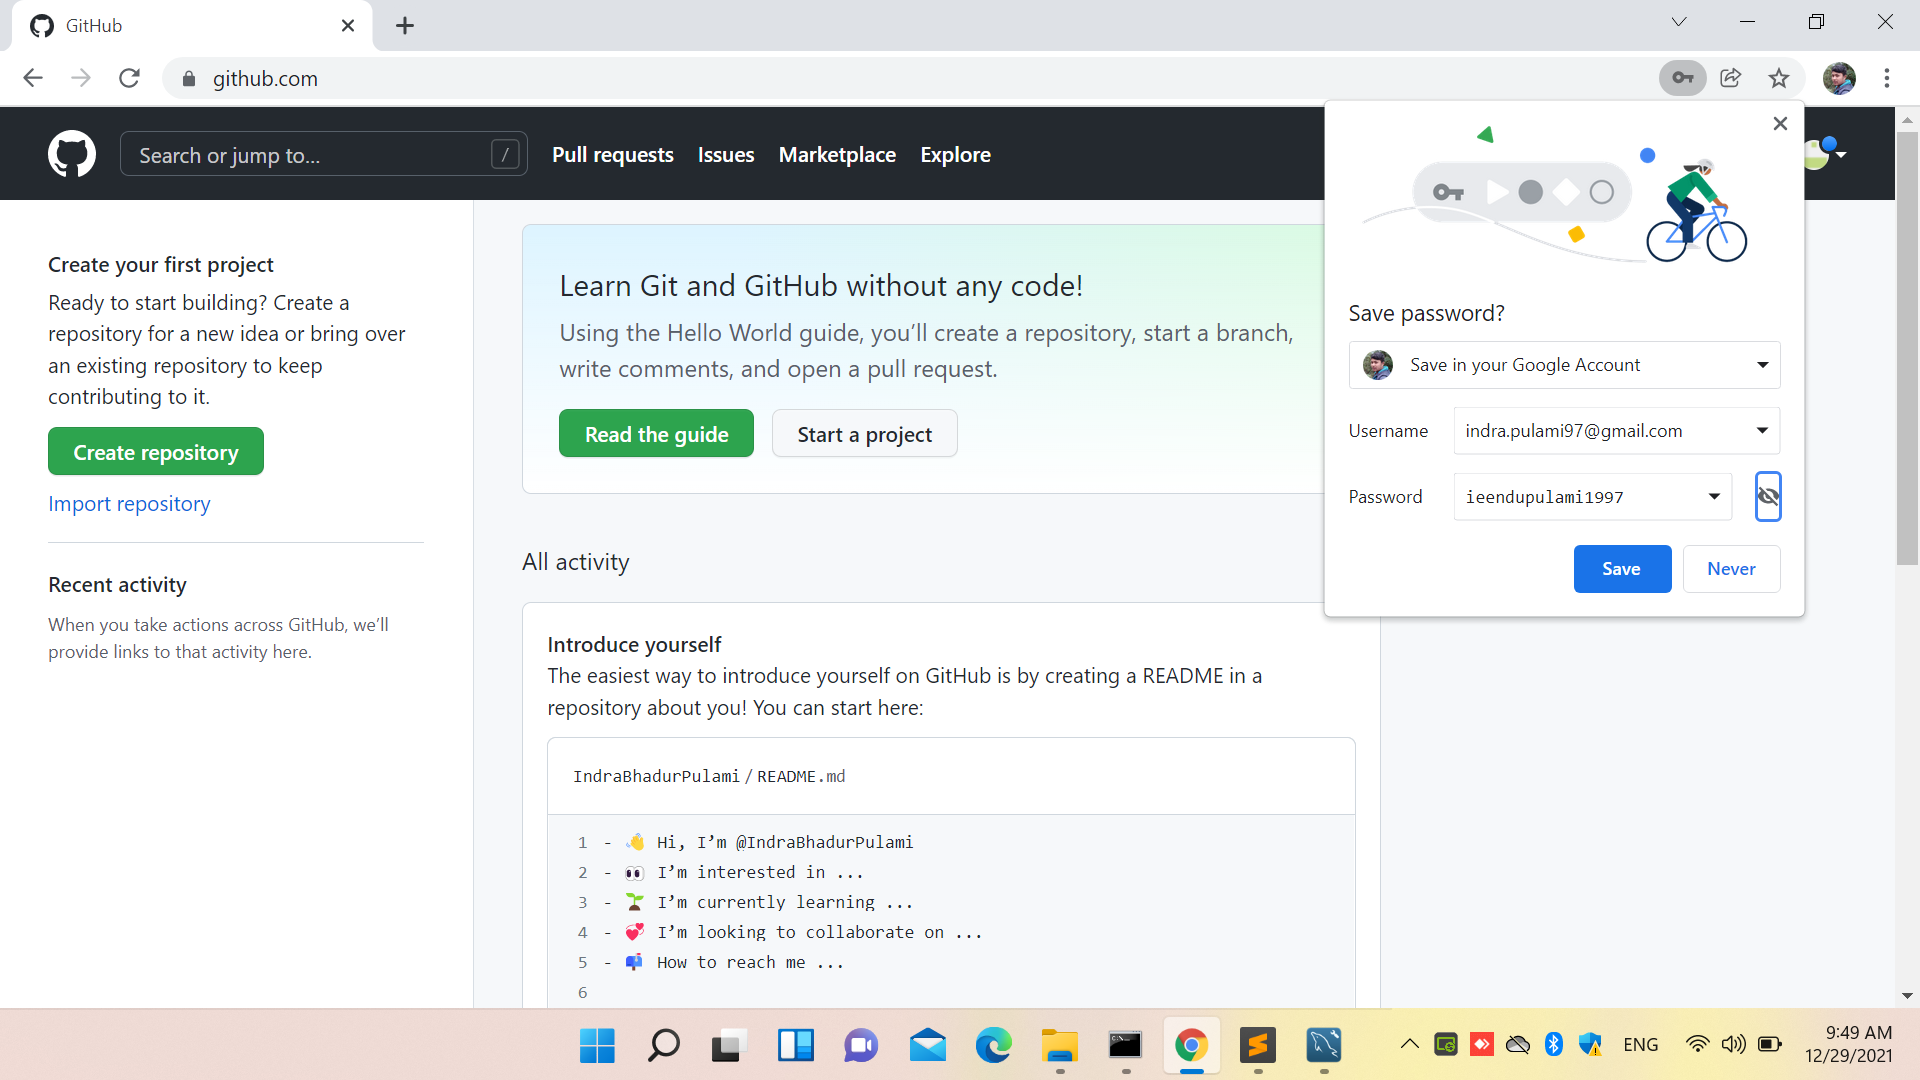 GitHub
github.com
Search or jump to...
/
Pull requests
Issues
Marketplace
Explore
Create your first project
Ready to start building? Create a
repository for a new idea or bring over
an existing repository to keep
contributing to it.
Create repository
Import repository
Recent activity
When you take actions across GitHub, we’ll
provide links to that activity here.
Learn Git and GitHub without any code!
Using the Hello World guide, you’ll create a repository, start a branch,
write comments, and open a pull request.
Read the guide
Start a project
All activity
Introduce yourself
The easiest way to introduce yourself on GitHub is by creating a README in a
repository about you! You can start here:
IndraBhadurPulami / README.md
1 - 👋 Hi, I’m @IndraBhadurPulami
2 - 👀 I’m interested in ...
3 - 🌱 I’m currently learning ...
4 - 💞️ I’m looking to collaborate on ...
5 - 📫 How to reach me ...
6
Save password?
Save in your Google Account
Username
indra.pulami97@gmail.com
Password
ieendupulami1997
Save
Never
ENG
9:49 AM
12/29/2021